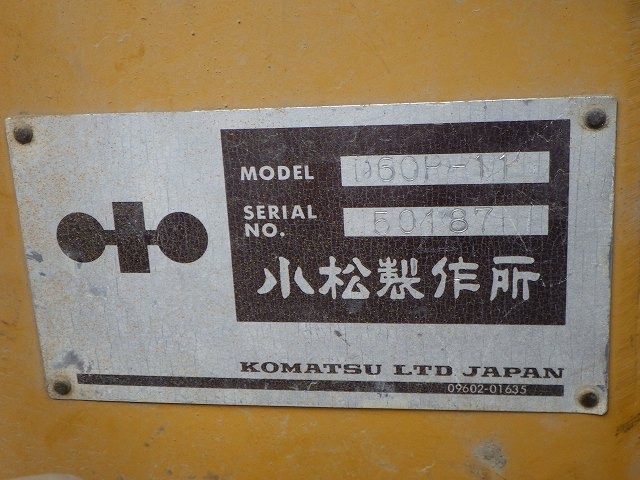 MODEL D60P-11
SERIAL NO. 50187
小松製作所
KOMATSU LTD JAPAN
09602-01635